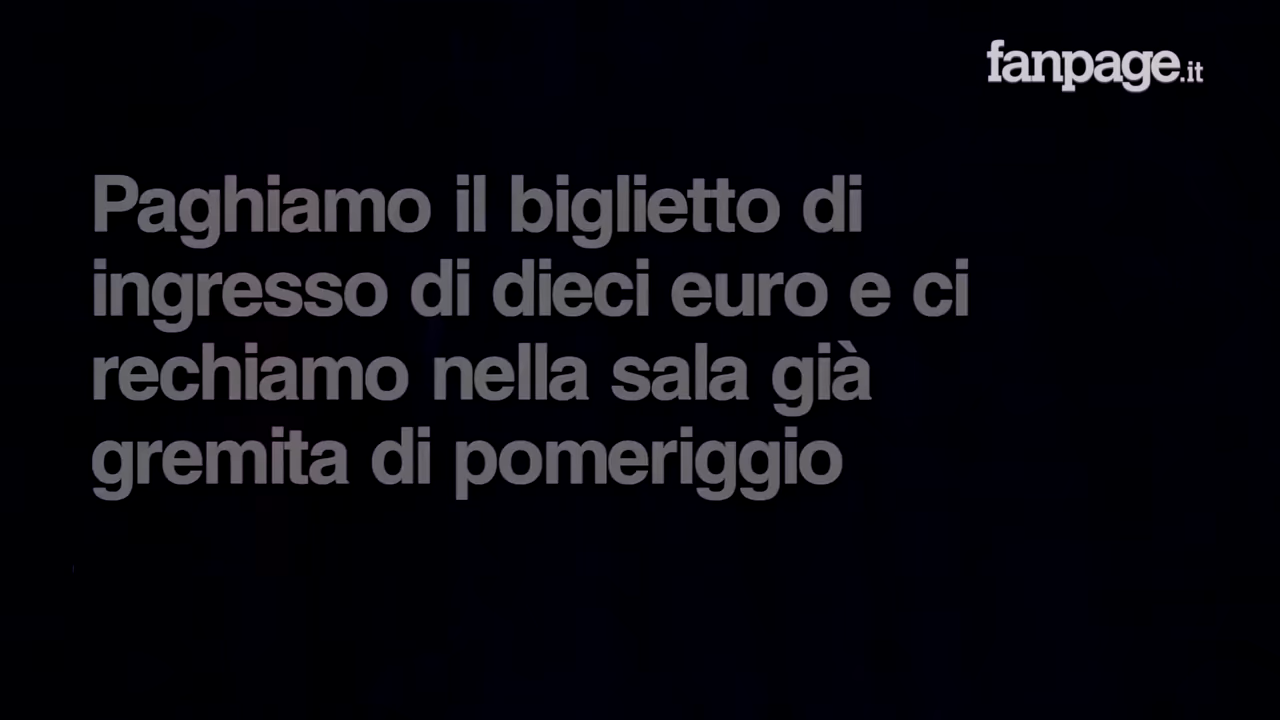 fanpage.it
Paghiamo il biglietto di
ingresso di dieci euro e ci
rechiamo nella sala già
gremita di pomeriggio